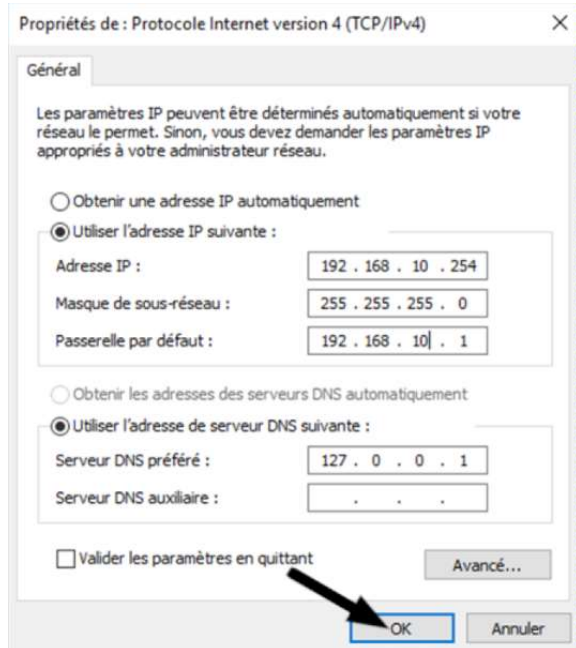 Propriétés de : Protocole Internet version 4 (TCP/IPv4)
Général
Les paramètres IP peuvent être déterminés automatiquement si votre
réseau le permet. Sinon, vous devez demander les paramètres IP
appropriés à votre administrateur réseau.
Obtenir une adresse IP automatiquement
Utiliser l'adresse IP suivante :
Adresse IP : 192 . 168 . 10 . 254
Masque de sous-réseau : 255 . 255 . 255 . 0
Passerelle par défaut : 192 . 168 . 10 . 1
Obtenir les adresses des serveurs DNS automatiquement
Utiliser l'adresse de serveur DNS suivante :
Serveur DNS préféré : 127 . 0 . 0 . 1
Serveur DNS auxiliaire : . . .
Valider les paramètres en quittant Avancé...
OK Annuler